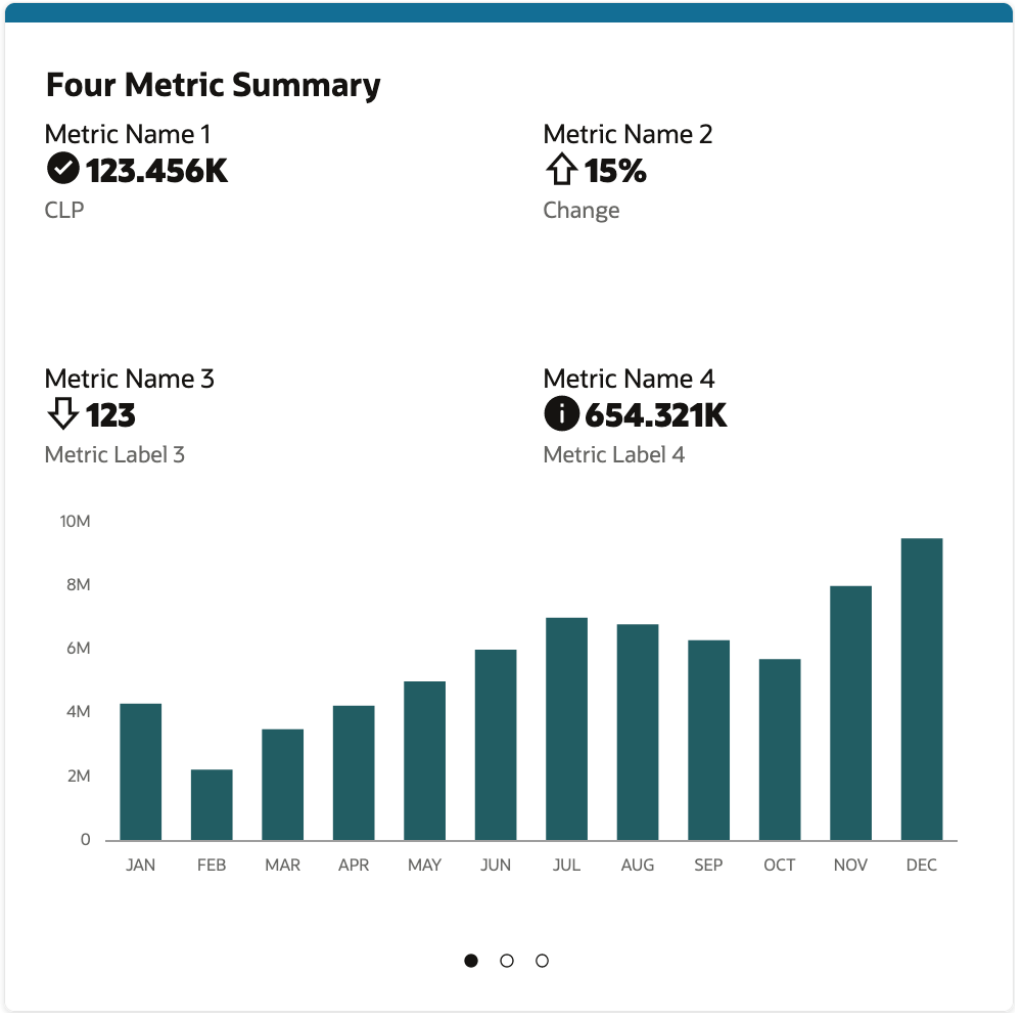 Four Metric Summary
Metric Name 1
123.456K
CLP
Metric Name 2
15%
Change
Metric Name 3
123
Metric Label 3
Metric Name 4
654.321K
Metric Label 4
10M
8M
6M
4M
2M
0
JAN FEB MAR APR MAY JUN JUL AUG SEP OCT NOV DEC